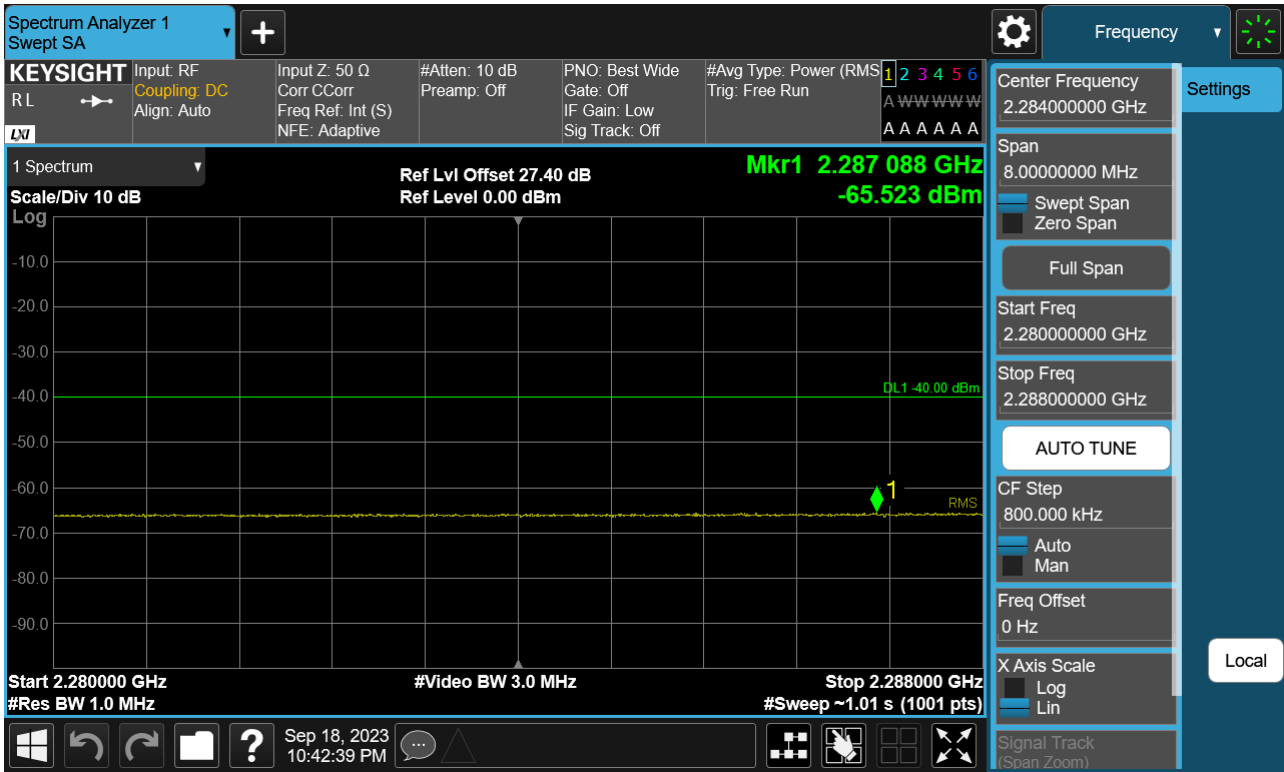 Spectrum Analyzer 1
Swept SA
Frequency
KEYSIGHT
R L
LXI
Input: RF
Coupling: DC
Align: Auto
Input Z: 50 Ω
Corr CCorr
Freq Ref: Int (S)
NFE: Adaptive
#Atten: 10 dB
Preamp: Off
PNO: Best Wide
Gate: Off
IF Gain: Low
Sig Track: Off
#Avg Type: Power (RMS
Trig: Free Run
1 2 3 4 5 6
A W W W W W
A A A A A A
1 Spectrum
Scale/Div 10 dB
Log
Ref Lvl Offset 27.40 dB
Ref Level 0.00 dBm
Mkr1 2.287 088 GHz
-65.523 dBm
-10.0
-20.0
-30.0
-40.0
-50.0
-60.0
-70.0
-80.0
-90.0
DL1 -40.00 dBm
1
RMS
Start 2.280000 GHz
#Res BW 1.0 MHz
#Video BW 3.0 MHz
Stop 2.288000 GHz
#Sweep ~1.01 s (1001 pts)
Center Frequency
2.284000000 GHz
Span
8.00000000 MHz
Swept Span
Zero Span
Full Span
Start Freq
2.280000000 GHz
Stop Freq
2.288000000 GHz
AUTO TUNE
CF Step
800.000 kHz
Auto
Man
Freq Offset
0 Hz
X Axis Scale
Log
Lin
Signal Track
(Span Zoom)
Settings
Local
?
Sep 18, 2023
10:42:39 PM